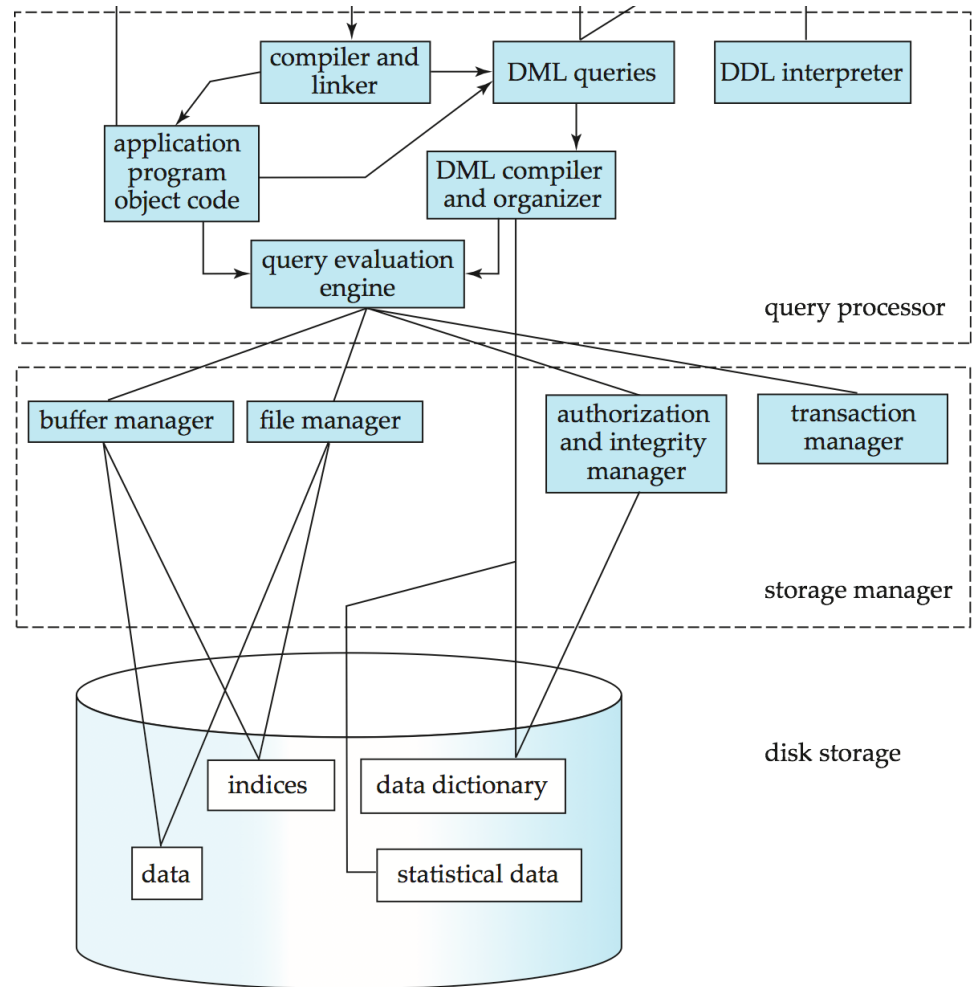 compiler and
linker
DML queries
DDL interpreter
application
program
object code
DML compiler
and organizer
query evaluation
engine
query processor
buffer manager
file manager
authorization
and integrity
manager
transaction
manager
storage manager
disk storage
indices
data dictionary
data
statistical data